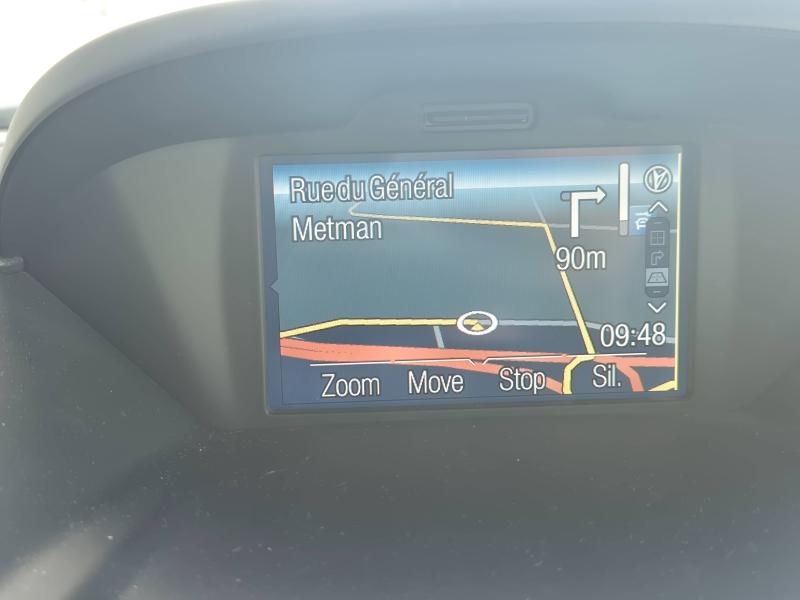 Rue du Général
Metman
90m
09:48
Zoom Move Stop Sil.